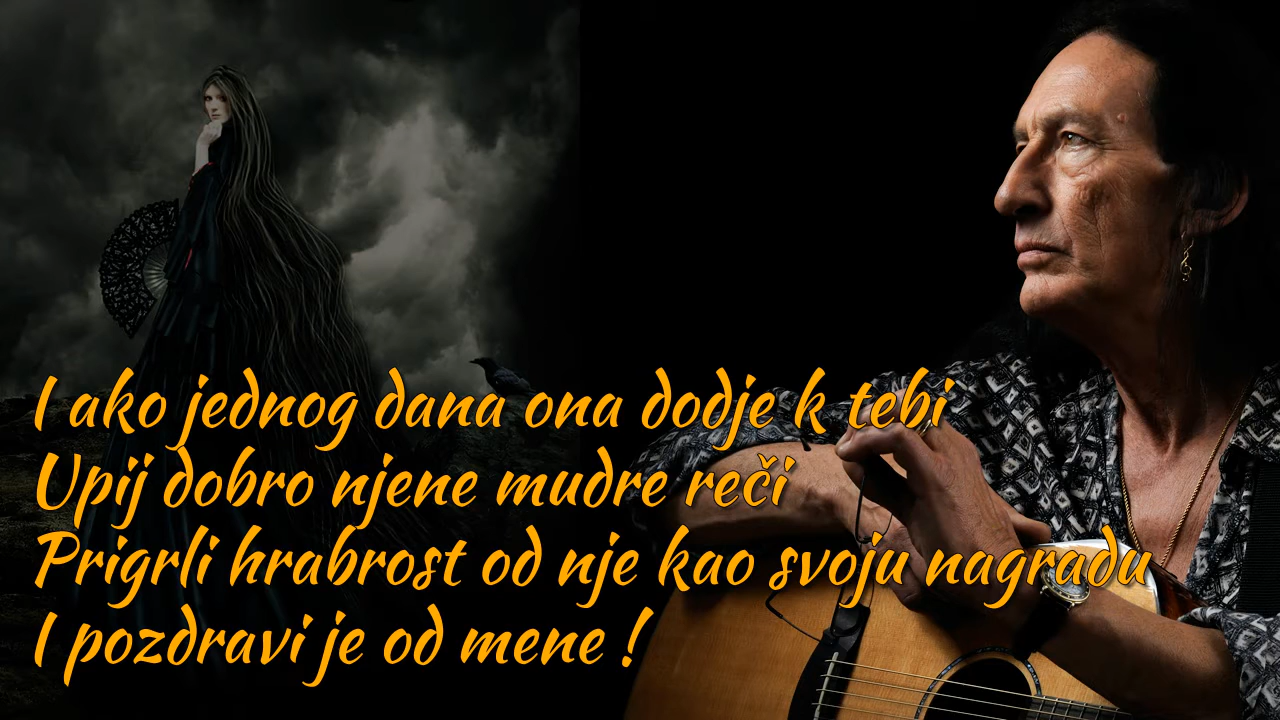 I ako jednog dana ona dodje k tebi
Upij dobro njene mudre reči
Prigrli hrabrost od nje kao svoju nagradu
I pozdravi je od mene !